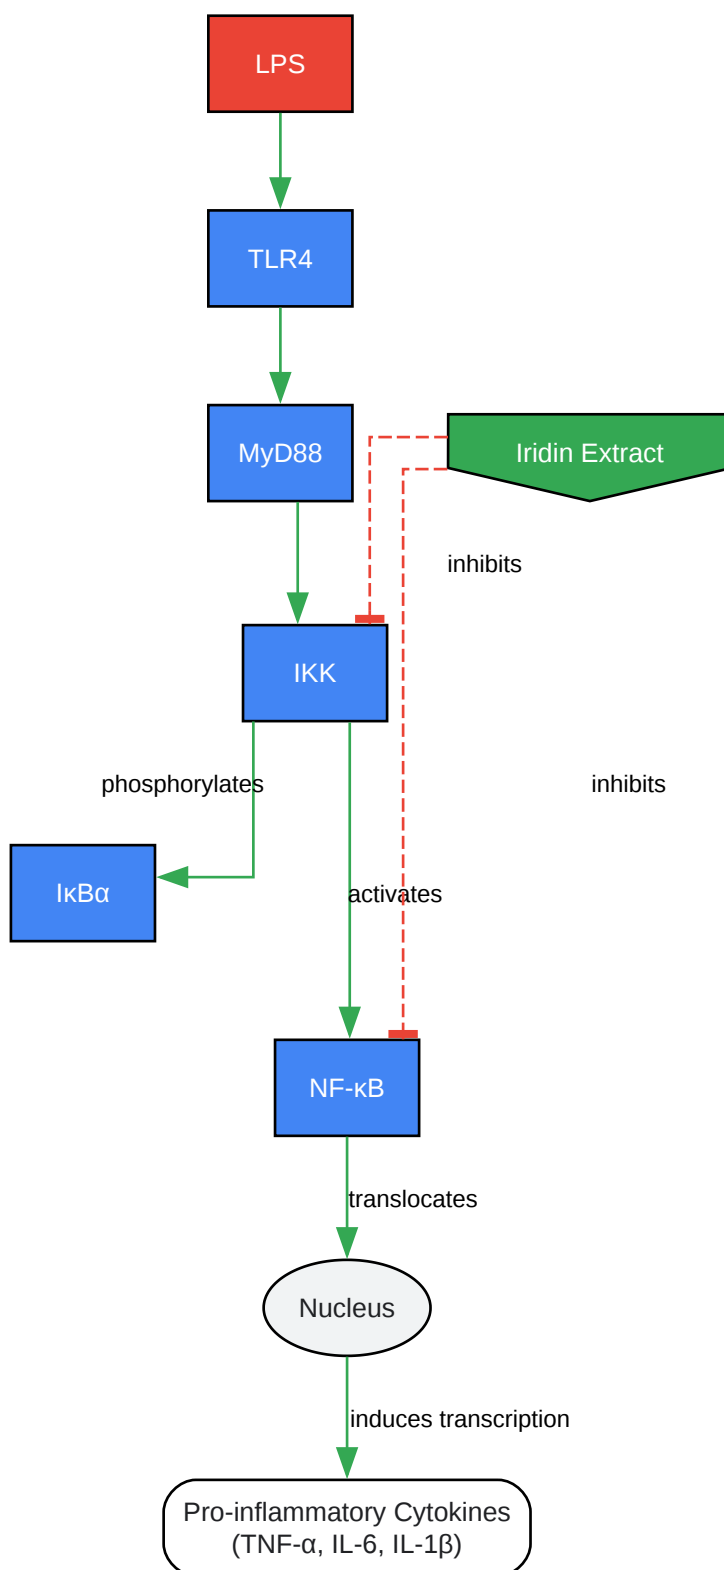 LPS
TLR4
MyD88
Iridin Extract
inhibits
IKK
phosphorylates
inhibits
IκBα
activates
NF-κB
translocates
Nucleus
induces transcription
Pro-inflammatory Cytokines
(TNF-α, IL-6, IL-1β)